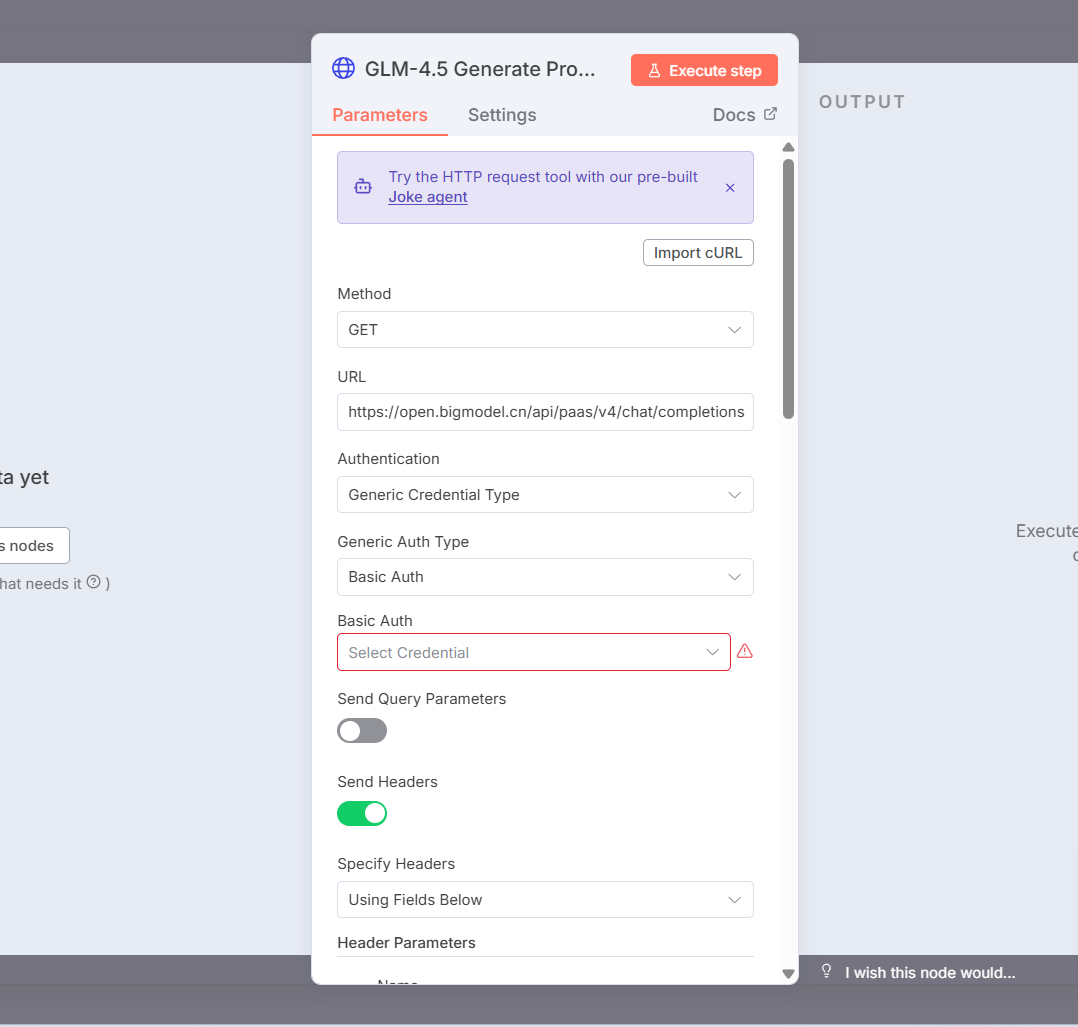 GLM-4.5 Generate Pro...
Execute step
Parameters
Settings
Docs
OUTPUT
Try the HTTP request tool with our pre-built
Joke agent
Import cURL
Method
GET
URL
https://open.bigmodel.cn/api/paas/v4/chat/completions
Authentication
Generic Credential Type
ta yet
Generic Auth Type
Execute
s nodes
Basic Auth
hat needs it ? )
Basic Auth
Select Credential
Send Query Parameters
Send Headers
Specify Headers
Using Fields Below
Header Parameters
Name
I wish this node would...